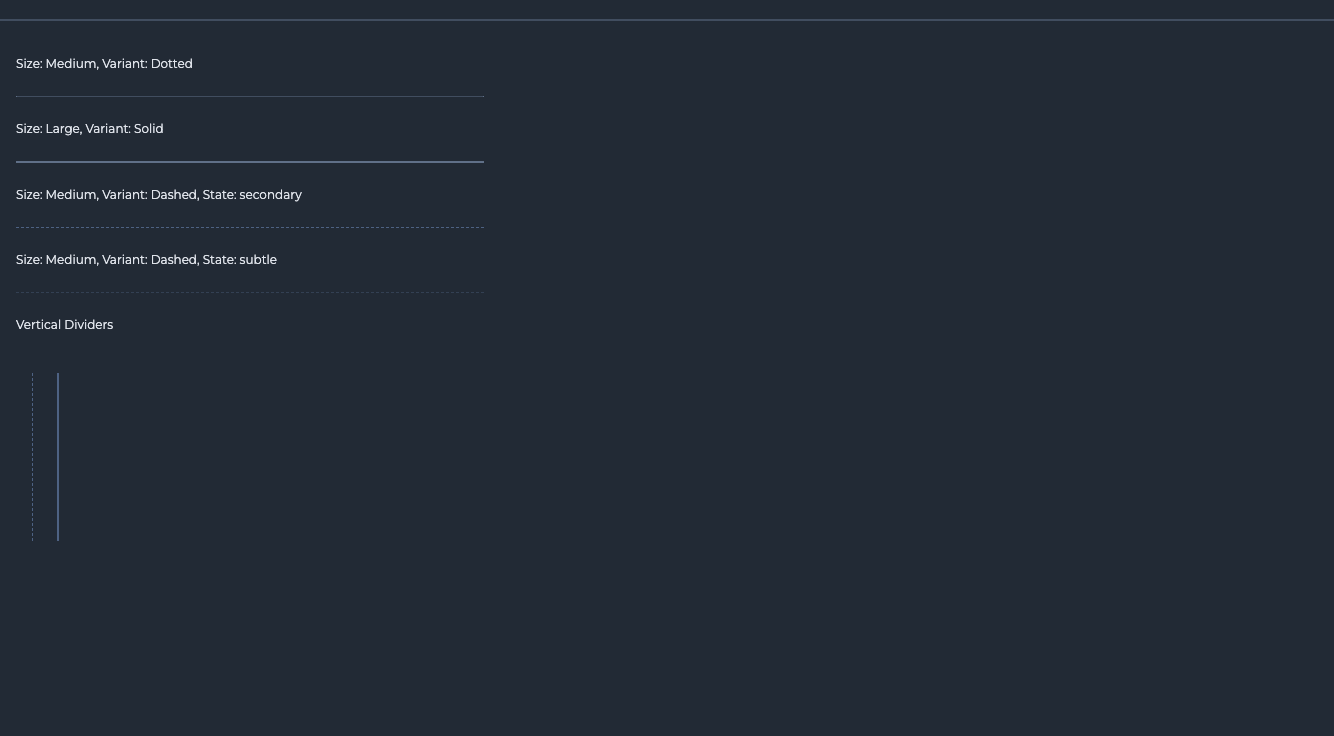 Size: Medium, Variant: Dotted
Size: Large, Variant: Solid
Size: Medium, Variant: Dashed, State: secondary
Size: Medium, Variant: Dashed, State: subtle
Vertical Dividers